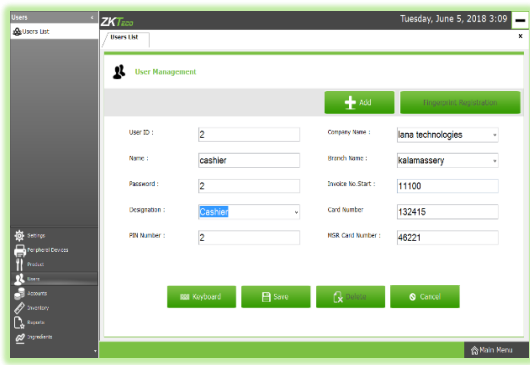 Users
Users List
ZKTeco
Tuesday, June 5, 2018 3:09
Users List
x
User Management
Add
Fingerprint Registration
User ID : 2
Company Name : lana technologies
Name : cashier
Branch Name : kalamassery
Password : 2
Invoice No.Start : 11100
Designation : Cashier
Card Number 132415
PIN Number : 2
MSR Card Number : 46221
Keyboard
Save
Delete
Cancel
Settings
Peripheral Devices
Product
Users
Accounts
Inventory
Reports
Ingredients
Main Menu